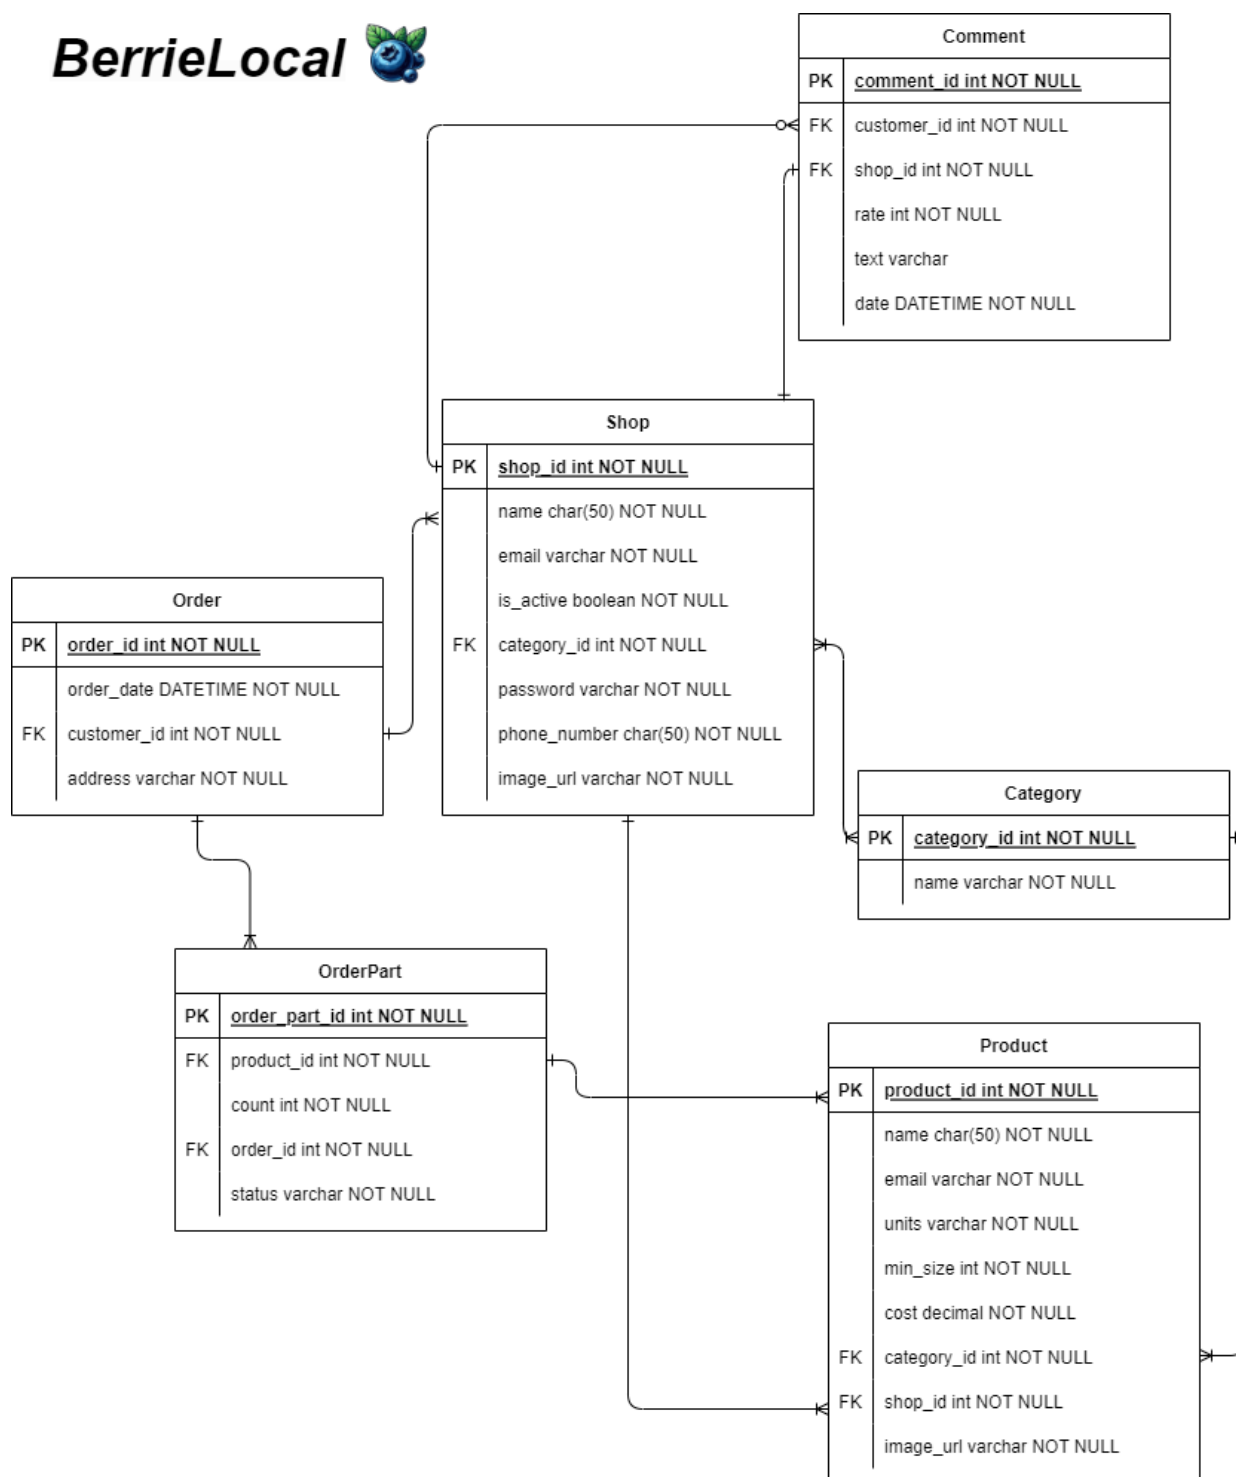 BerrieLocal
Comment
PK comment_id int NOT NULL
FK customer_id int NOT NULL
FK shop_id int NOT NULL
rate int NOT NULL
text varchar
date DATETIME NOT NULL
Shop
PK shop_id int NOT NULL
name char(50) NOT NULL
email varchar NOT NULL
is_active boolean NOT NULL
FK category_id int NOT NULL
password varchar NOT NULL
phone_number char(50) NOT NULL
image_url varchar NOT NULL
Order
PK order_id int NOT NULL
order_date DATETIME NOT NULL
FK customer_id int NOT NULL
address varchar NOT NULL
Category
PK category_id int NOT NULL
name varchar NOT NULL
OrderPart
PK order_part_id int NOT NULL
FK product_id int NOT NULL
count int NOT NULL
FK order_id int NOT NULL
status varchar NOT NULL
Product
PK product_id int NOT NULL
name char(50) NOT NULL
email varchar NOT NULL
units varchar NOT NULL
min_size int NOT NULL
cost decimal NOT NULL
FK category_id int NOT NULL
FK shop_id int NOT NULL
image_url varchar NOT NULL